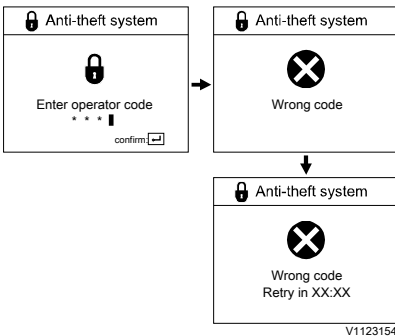 Anti-theft system
Enter operator code
* * *
confirm:
Anti-theft system
Wrong code
Anti-theft system
Wrong code
Retry in XX:XX
V1123154